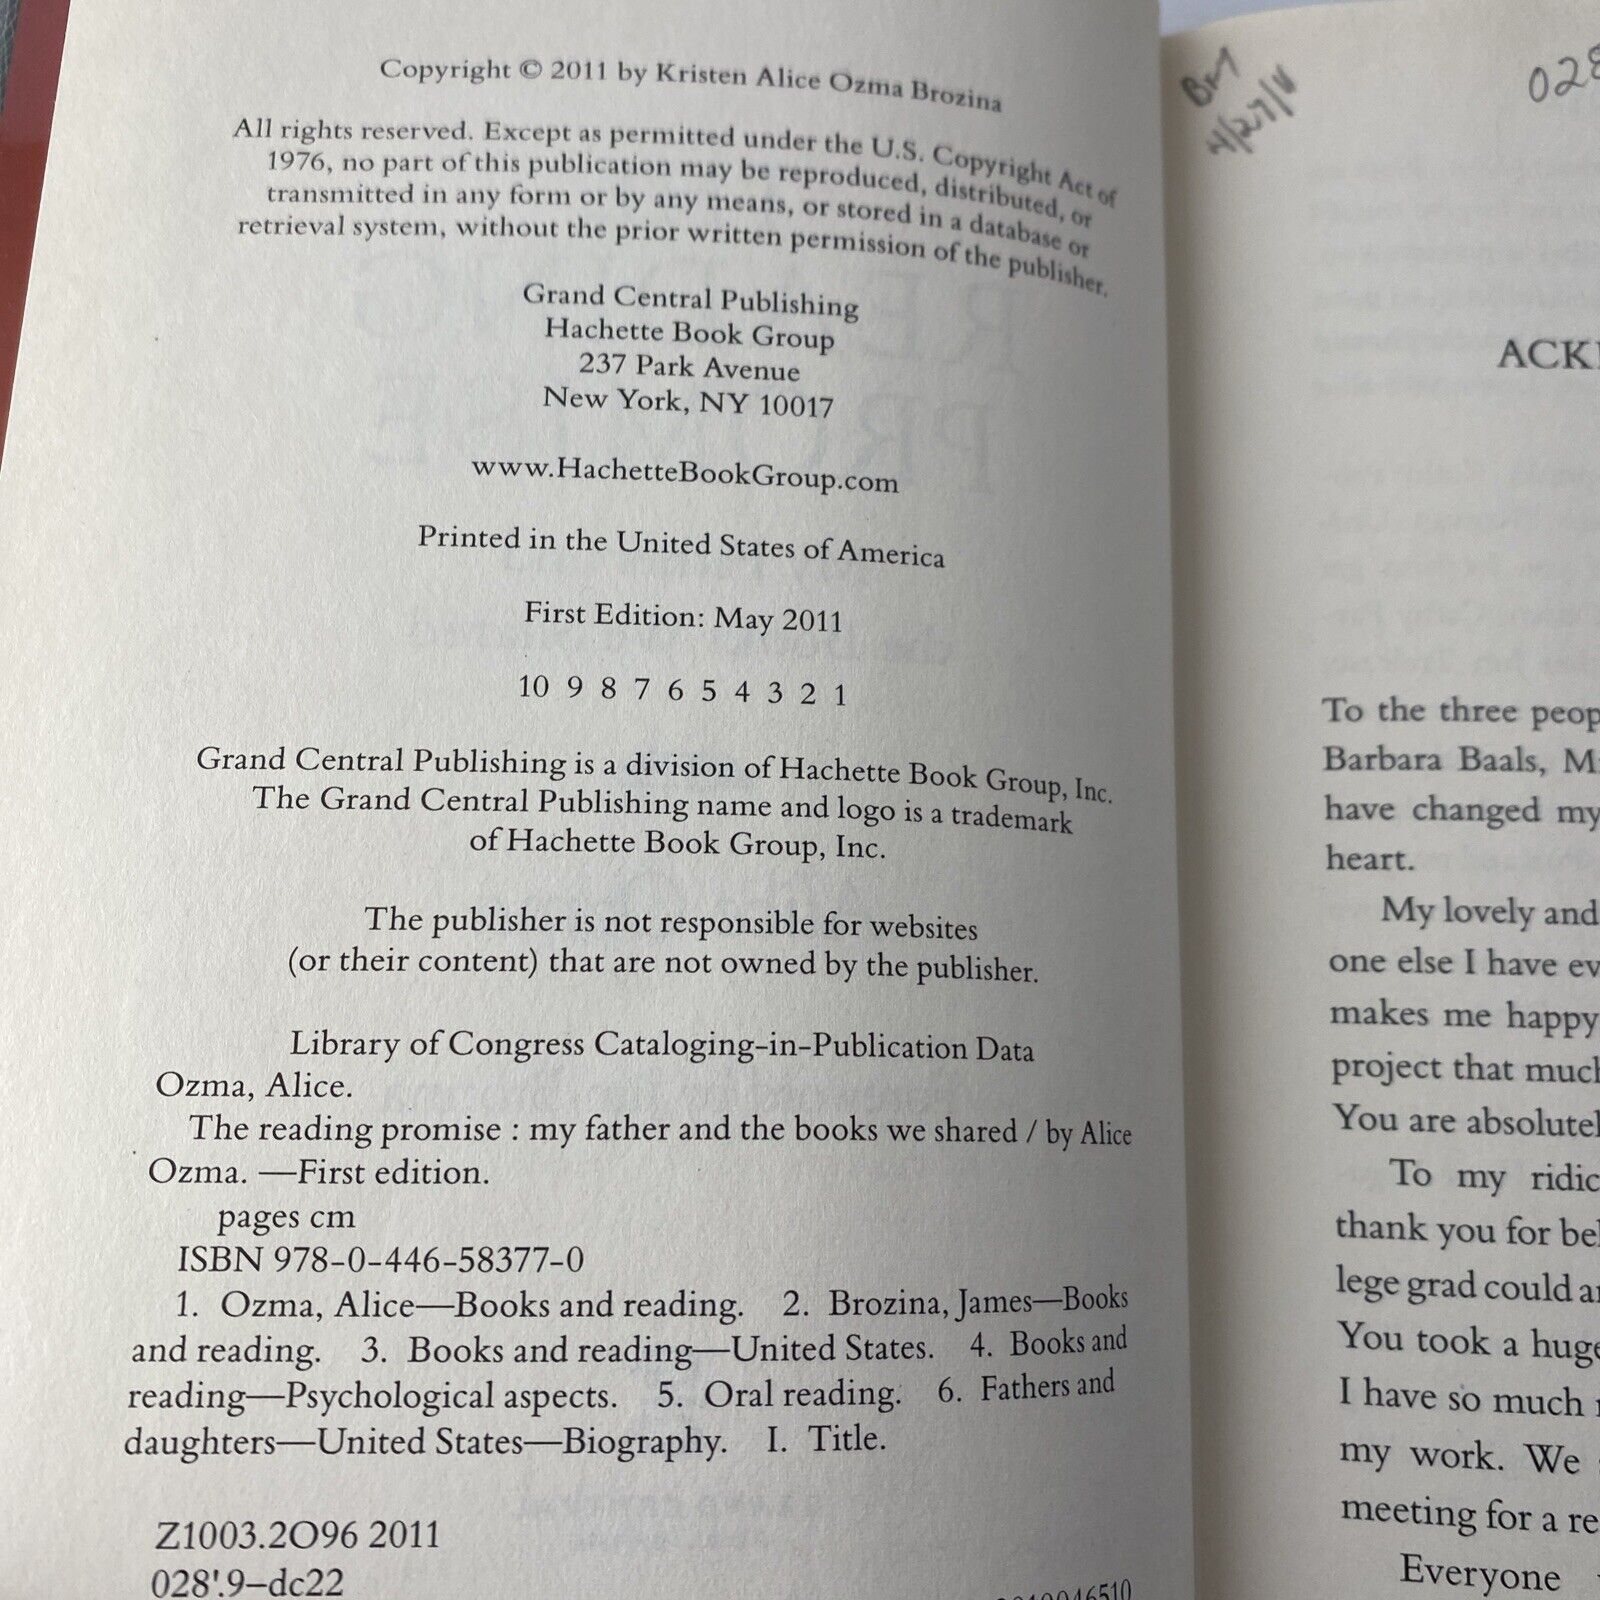 Copyright © 2011 by Kristen Alice Ozma Brozina
All rights reserved. Except as permitted under the U.S. Copyright Act of
1976, no part of this publication may be reproduced, distributed, or
transmitted in any form or by any means, or stored in a database or
retrieval system, without the prior written permission of the publisher.
Grand Central Publishing
Hachette Book Group
237 Park Avenue
New York, NY 10017
www.HachetteBookGroup.com
Printed in the United States of America
First Edition: May 2011
10 9 8 7 6 5 4 3 2 1
Grand Central Publishing is a division of Hachette Book Group, Inc.
The Grand Central Publishing name and logo is a trademark
of Hachette Book Group, Inc.
The publisher is not responsible for websites
(or their content) that are not owned by the publisher.
Library of Congress Cataloging-in-Publication Data
Ozma, Alice.
The reading promise : my father and the books we shared / by Alice
Ozma. —First edition.
pages cm
ISBN 978-0-446-58377-0
1. Ozma, Alice—Books and reading. 2. Brozina, James—Books
and reading. 3. Books and reading—United States. 4. Books and
reading—Psychological aspects. 5. Oral reading. 6. Fathers and
daughters—United States—Biography. I. Title.
Z1003.2O96 2011
028'.9–dc22
2010046510
028
ACK
To the three peop
Barbara Baals, M
have changed my
heart.
My lovely and
one else I have ev
makes me happy
project that much
You are absolutel
To my ridic
thank you for bel
lege grad could a
You took a huge
I have so much
my work. We
meeting for a re
Everyone